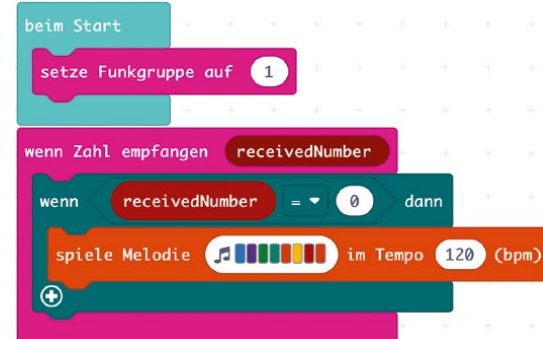 beim Start
setze Funkgruppe auf 1
wenn Zahl empfangen receivedNumber
wenn receivedNumber = 0 dann
spiele Melodie im Tempo 120 (bpm)